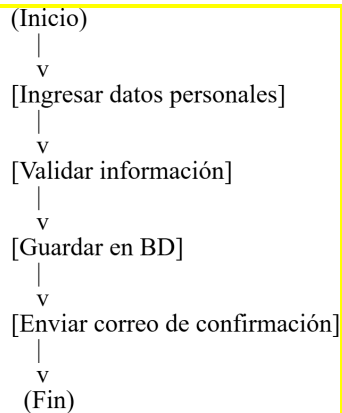 (Inicio)
|
v
[Ingresar datos personales]
|
v
[Validar información]
|
v
[Guardar en BD]
|
v
[Enviar correo de confirmación]
|
v
(Fin)